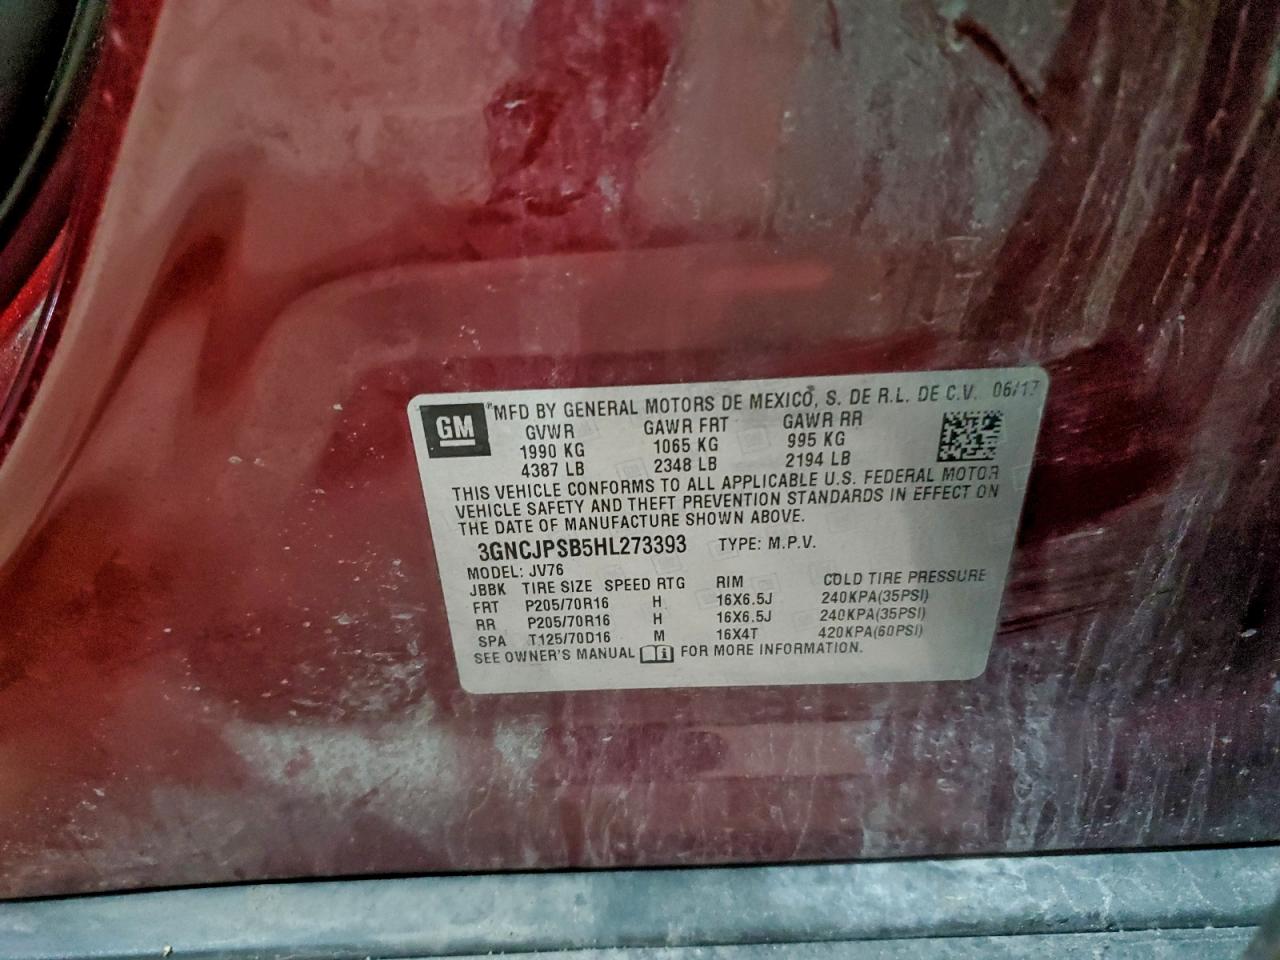 GM ® MFD BY GENERAL MOTORS DE MEXICO, S. DE R.L. DE C.V. 06/17
GVWR GAWR FRT GAWR RR
1990 KG 1065 KG 995 KG
4387 LB 2348 LB 2194 LB
THIS VEHICLE CONFORMS TO ALL APPLICABLE U.S. FEDERAL MOTOR
VEHICLE SAFETY AND THEFT PREVENTION STANDARDS IN EFFECT ON
THE DATE OF MANUFACTURE SHOWN ABOVE.
3GNCJPSB5HL273393 TYPE: M.P.V.
MODEL: JV76
JBBK TIRE SIZE SPEED RTG RIM COLD TIRE PRESSURE
FRT P205/70R16 H 16X6.5J 240KPA(35PSI)
RR P205/70R16 H 16X6.5J 240KPA(35PSI)
SPA T125/70D16 M 16X4T 420KPA(60PSI)
SEE OWNER'S MANUAL FOR MORE INFORMATION.